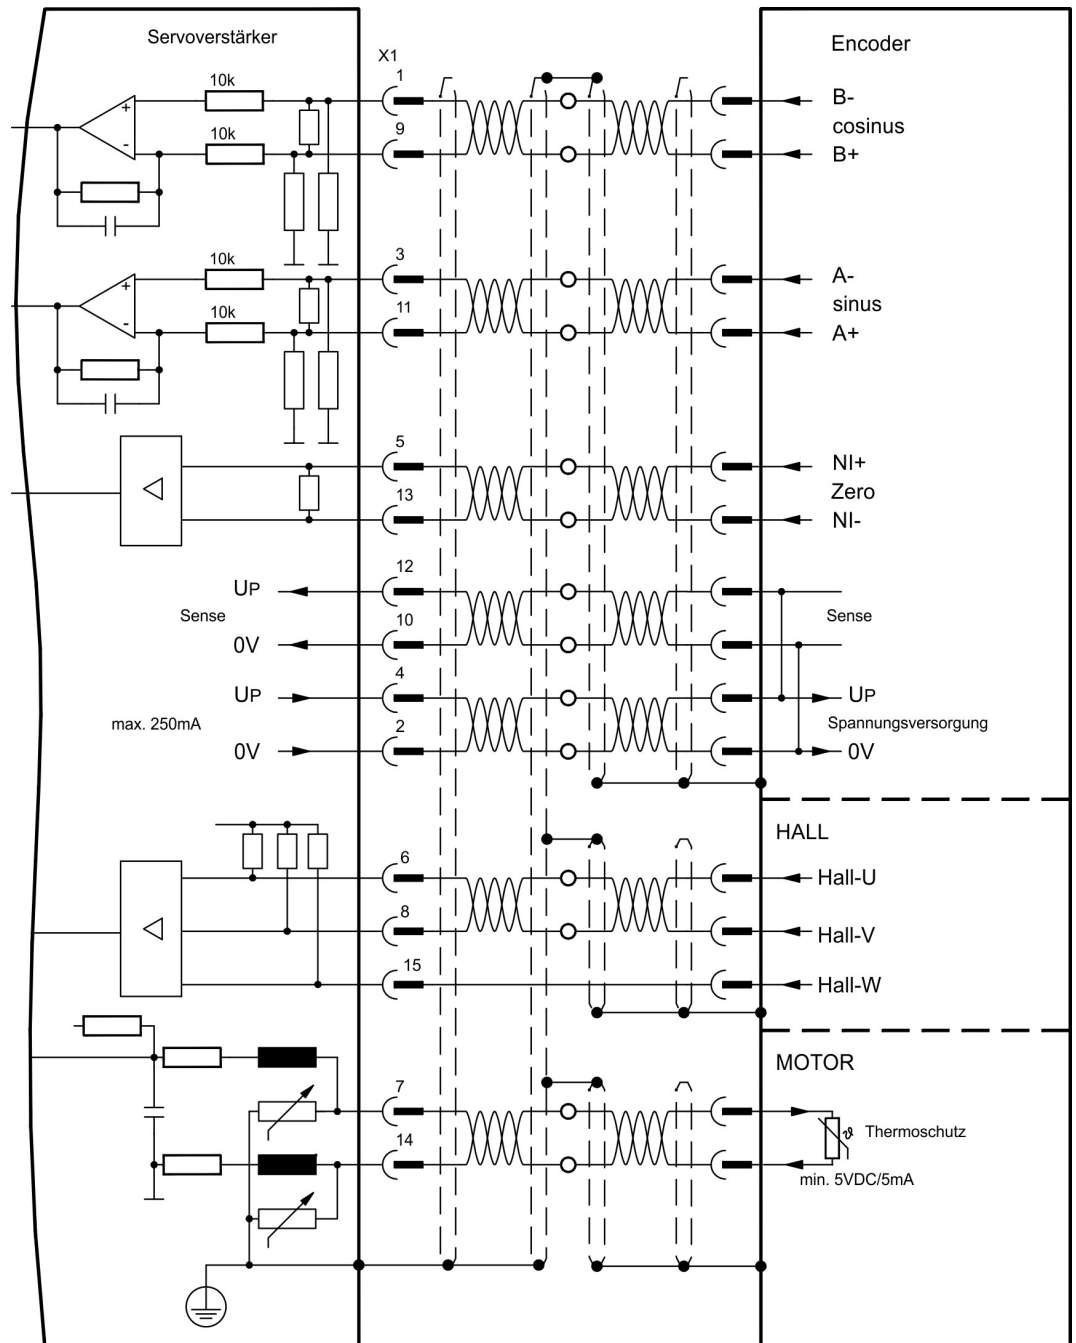 Servoverstärker
X1
Encoder
10k
1
B-
cosinus
10k
9
B+
+
-
10k
3
A-
sinus
10k
11
A+
+
-
5
NI+
Zero
13
NI-
UP
12
Sense
Sense
0V
10
UP
4
UP
max. 250mA
Spannungsversorgung
0V
2
0V
HALL
6
Hall-U
8
Hall-V
15
Hall-W
MOTOR
7
ϑ Thermoschutz
14
min. 5VDC/5mA